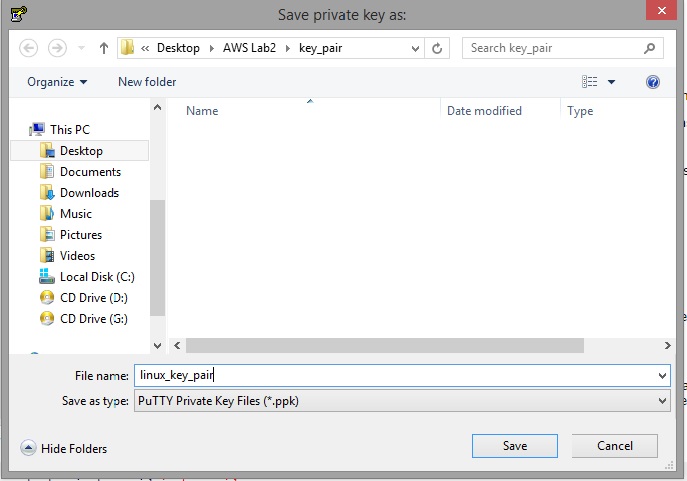 Save private key as:
« Desktop AWS Lab2 key_pair
Search key_pair
Organize
New folder
Name
Date modified
Type
This PC
Desktop
Documents
Downloads
Music
Pictures
Videos
Local Disk (C:)
CD Drive (D:)
CD Drive (G:)
File name: linux_key_pair
Save as type: PuTTY Private Key Files (*.ppk)
Hide Folders
Save
Cancel